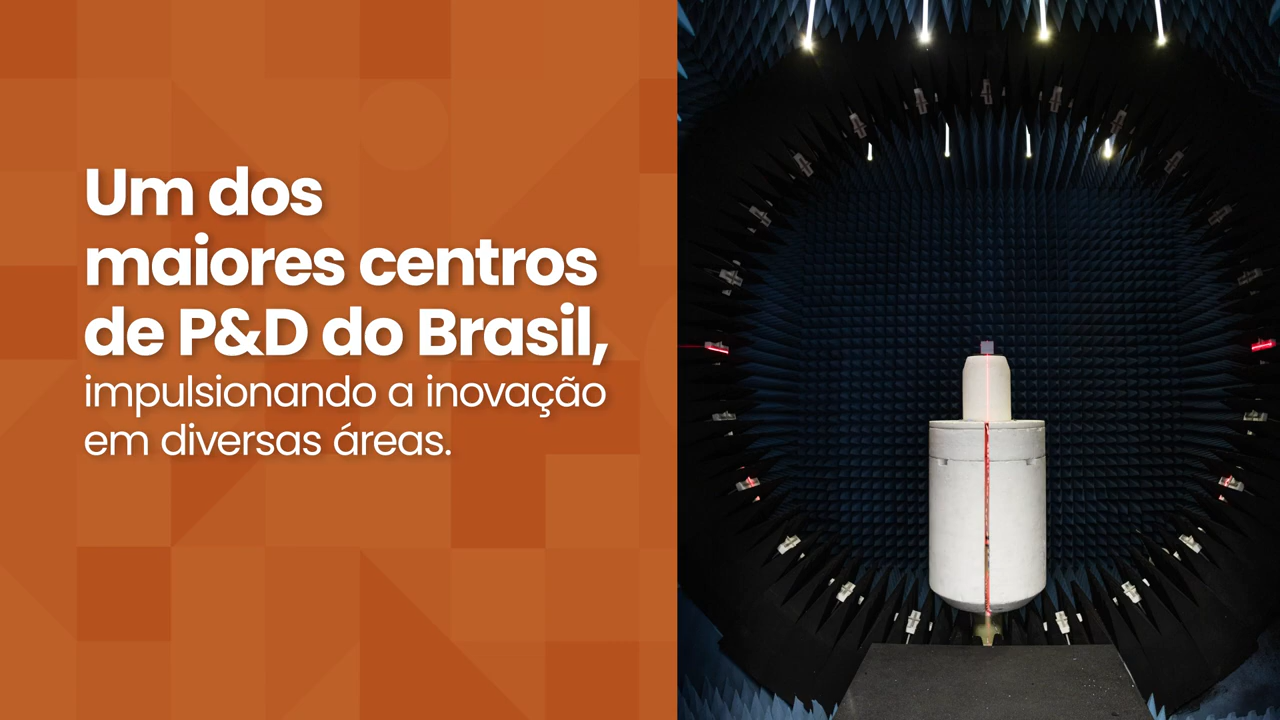 Um dos
maiores centros
de P&D do Brasil,
impulsionando a inovação
em diversas áreas.